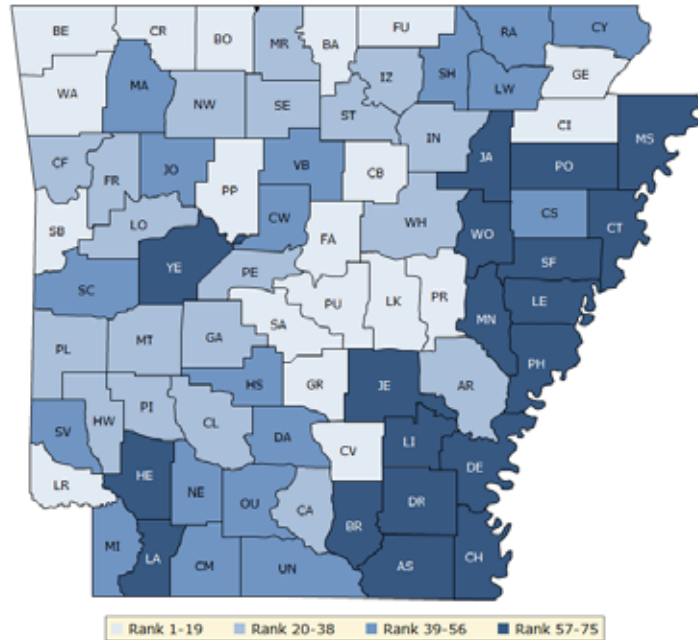 BE CR BO MR BA FU RA CY
WA MA NW SE IZ SH LW GE
ST IN CI MS
CF FR JO PP VB CB JA PO
SB LO CW WH WO CS CT
YE FA SF
SC PE PU LK PR MN LE
SA
PL MT GA PH
HS GR JE AR
SV HW PI CL DA LI
CV DE
LR HE NE OU CA DR
BR
MI LA CM UN AS CH
Rank 1-19 Rank 20-38 Rank 39-56 Rank 57-75